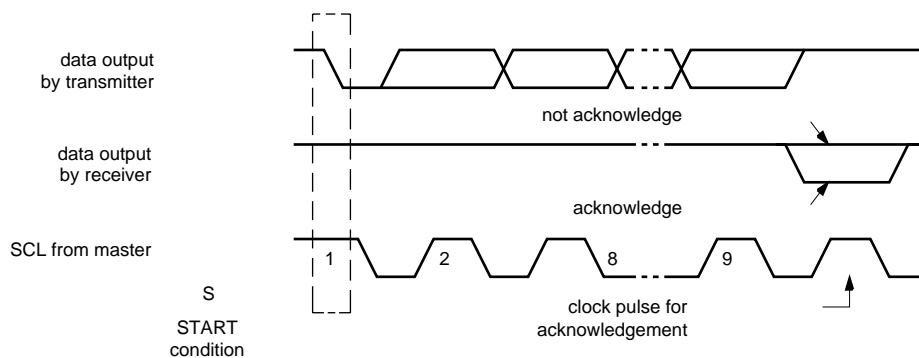 data output
by transmitter
not acknowledge
data output
by receiver
acknowledge
SCL from master
1
2
8
9
S
clock pulse for
acknowledgement
START
condition